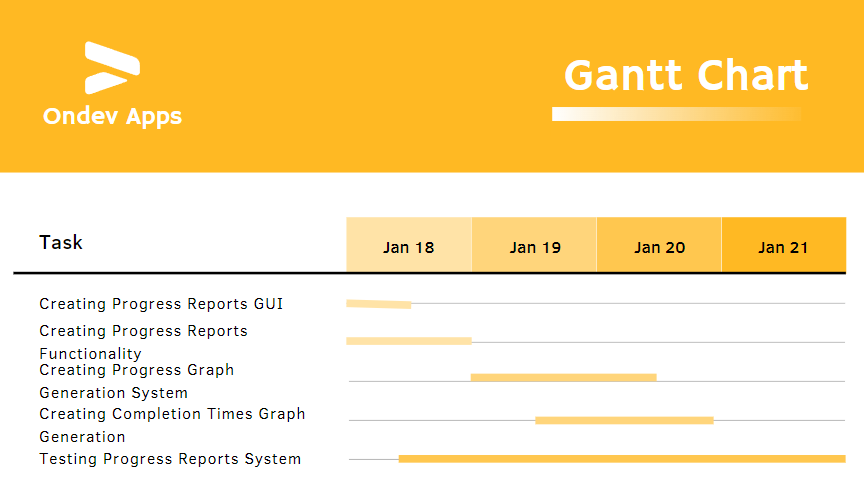 Ondev Apps
Gantt Chart
Task
Jan 18
Jan 19
Jan 20
Jan 21
Creating Progress Reports GUI
Creating Progress Reports
Functionality
Creating Progress Graph
Generation System
Creating Completion Times Graph
Generation
Testing Progress Reports System